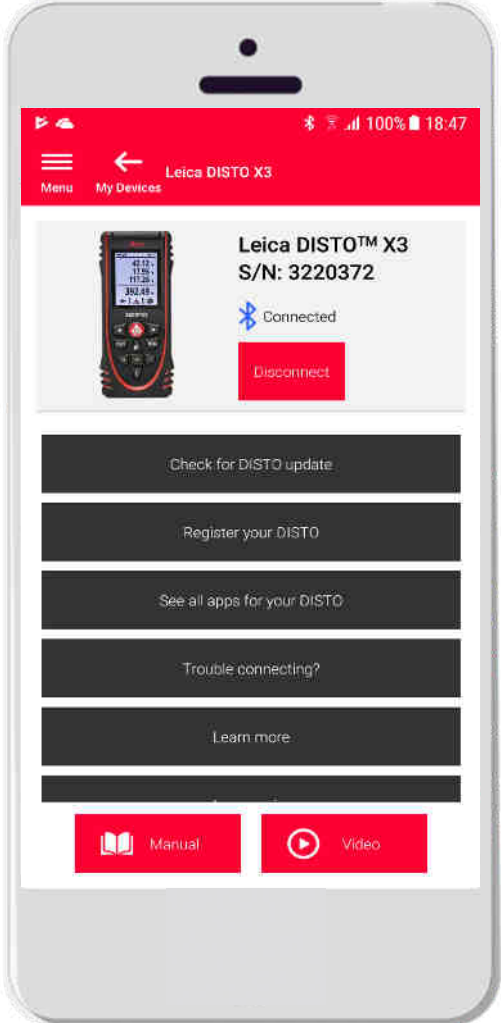 100% 18:47
Menu
My Devices
Leica DISTO X3
Leica DISTO™ X3
S/N: 3220372
Connected
Disconnect
Check for DISTO update
Register your DISTO
See all apps for your DISTO
Trouble connecting?
Learn more
Manual
Video